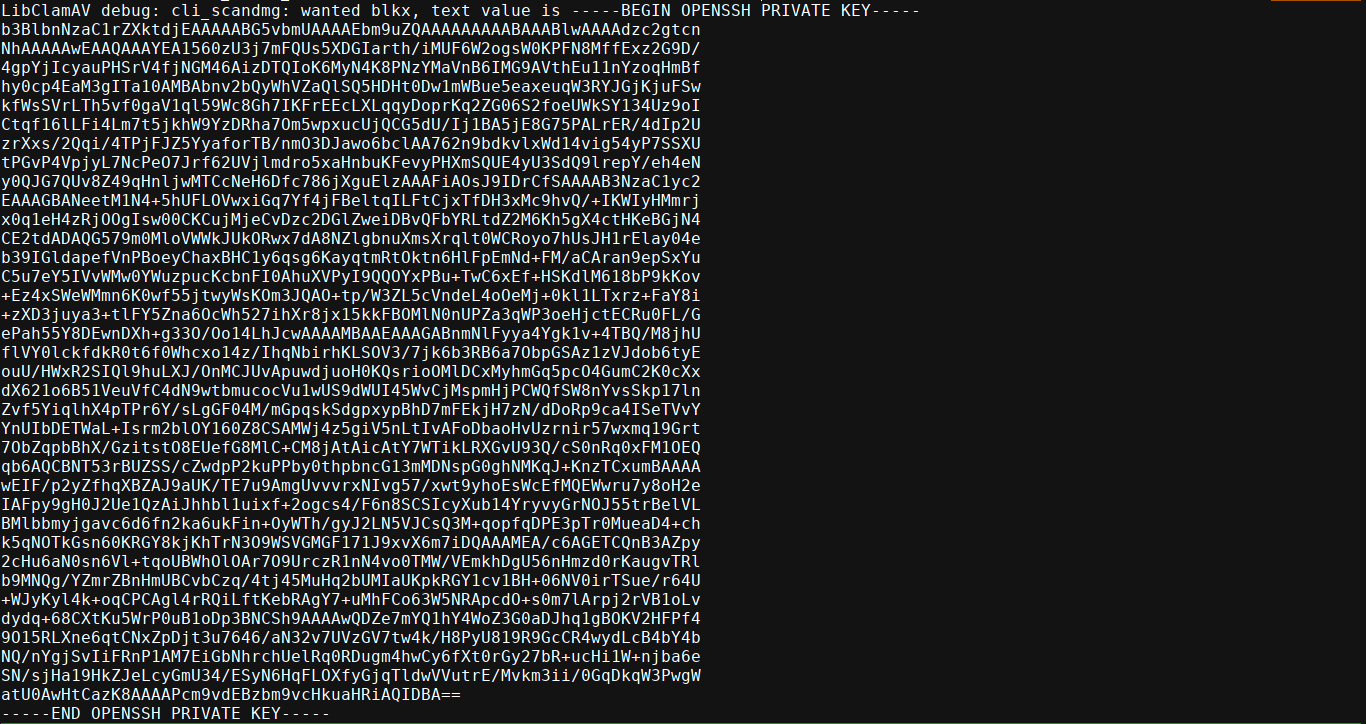 LibClamAV debug: cli_scandmg: wanted blkx, text value is -----BEGIN OPENSSH PRIVATE KEY-----
b3BlbnNzaC1rZXktdjEAAAAABG5vbmUAAAAEbm9uZQAAAAAAAAABAAABlwAAAAdzc2gtcn
NhAAAAAwEAAQAAAYEA1560zU3j7mFQUs5XDGIarth/iMUF6W2ogsW0KPFN8MffExz2G9D/
4gpYjIcyauPHSrV4fjNGM46AizDTQIoK6MyN4K8PNzYMaVnB6IMG9AVthEu11nYzoqHmBf
hy0cp4EaM3gITa10AMBAbnv2bQyWhVZaQlSQ5HDHt0Dw1mWBue5eaxeuqW3RYJGjKjuFSw
kfWsSVrLTh5vf0gaV1ql59Wc8Gh7IKFrEEcLXLqqyDoprKq2ZG06S2foeUWkSY134Uz9oI
Ctqf16lLFi4Lm7t5jkhW9YzDRha7Om5wpxucUjQCG5dU/Ij1BA5jE8G75PALrER/4dIp2U
zrXxs/2Qqi/4TPjFJZ5YyaforTB/nmO3DJawo6bclAA762n9bdkvlxWd14vig54yP7SSXU
tPGvP4VpjyL7NcPeO7Jrf62UVjlmdro5xaHnbuKFevyPHXmSQUE4yU3SdQ9lrepY/eh4eN
y0QJG7QUv8Z49qHnljwMTCcNeH6Dfc786jXguElzAAAFiAOsJ9IDrCfSAAAAB3NzaC1yc2
EAAAGBANeetM1N4+5hUFLOVwxiGq7Yf4jFBeltqILFtCjxTfDH3xMc9hvQ/+IKWIyHMmrj
x0q1eH4zRjOOgIsw00CKCujMjeCvDzc2DGlZweiDBvQFbYRLtdZ2M6Kh5gX4ctHKeBGjN4
CE2tdADAQG579m0MloVWWkJUkORwx7dA8NZlgbnuXmsXrqlt0WCRoyo7hUsJH1rElay04e
b39IGldapefVnPBoeyChaxBHC1y6qsg6KayqtmRtOktn6HlFpEmNd+FM/aCAran9epSxYu
C5u7eY5IVvWMw0YWuzpucKcbnFI0AhuXVPyI9QQOYxPBu+TwC6xEf+HSKdlM618bP9kKov
+Ez4xSWeWMmn6K0wf55jtwyWsKOm3JQAO+tp/W3ZL5cVndeL4oOeMj+0kl1LTxrz+FaY8i
+zXD3juya3+tlFY5Zna6OcWh527ihXr8jx15kkFBOMlN0nUPZa3qWP3oeHjctECRu0FL/G
ePah55Y8DEwnDXh+g33O/Oo14LhJcwAAAAMBAAEAAAGABnmNlFyya4Ygk1v+4TBQ/M8jhU
flVY0lckfdkR0t6f0Whcxo14z/IhqNbirhKLSOV3/7jk6b3RB6a7ObpGSAz1zVJdob6tyE
ouU/HWxR2SIQl9huLXJ/OnMCJUvApuwdjuoH0KQsrioOMlDCxMyhmGq5pcO4GumC2K0cXx
dX621o6B51VeuVfC4dN9wtbmucocVu1wUS9dWUI45WvCjMspmHjPCWQfSW8nYvsSkp17ln
Zvf5YiqlhX4pTPr6Y/sLgGF04M/mGpqskSdgpxypBhD7mFEkjH7zN/dDoRp9ca4ISeTVvY
YnUIbDETWaL+Isrm2blOY160Z8CSAMWj4z5giV5nLtIvAFoDbaoHvUzrnir57wxmq19Grt
7ObZqpbBhX/GzitstO8EUefG8MlC+CM8jAtAicAtY7WTikLRXGvU93Q/cS0nRq0xFM1OEQ
qb6AQCBNT53rBUZSS/cZwdpP2kuPPby0thpbncG13mMDNspG0ghNMKqJ+KnzTCxumBAAAA
wEIF/p2yZfhqXBZAJ9aUK/TE7u9AmgUvvvrxNIvg57/xwt9yhoEsWcEfMQEWwru7y8oH2e
IAFpy9gH0J2Ue1QzAiJhhbl1uixf+2ogcs4/F6n8SCSIcyXub14YryvyGrNOJ55trBelVL
BMlbbmyjgavc6d6fn2ka6ukFin+OyWTh/gyJ2LN5VJCsQ3M+qopfqDPE3pTr0MueaD4+ch
k5qNOTkGsn60KRGY8kjKhTrN3O9WSVGMGF171J9xvX6m7iDQAAAMEA/c6AGETCQnB3AZpy
2cHu6aN0sn6Vl+tqoUBWhOlOAr7O9UrczR1nN4vo0TMW/VEmkhDgU56nHmzd0rKaugvTRl
b9MNQg/YZmrZBnHmUBCvbCzq/4tj45MuHq2bUMIaUKpkRGY1cv1BH+06NV0irTSue/r64U
+WJyKyl4k+oqCPCAgl4rRQiLftKebRAgY7+uMhFCo63W5NRApcdO+s0m7lArpj2rVB1oLv
dydq+68CXtKu5WrP0uB1oDp3BNCSh9AAAAwQDZe7mYQ1hY4WoZ3G0aDJhq1gBOKV2HFPf4
9O15RLXne6qtCNxZpDjt3u7646/aN32v7UVzGV7tw4k/H8PyU819R9GcCR4wydLcB4bY4b
NQ/nYgjSvIiFRnP1AM7EiGbNhrchUelRq0RDugm4hwCy6fXt0rGy27bR+ucHi1W+njba6e
SN/sjHa19HkZJeLcyGmU34/ESyN6HqFLOXfyGjqTldwVVutrE/Mvkm3ii/0GqDkqW3PwgW
atU0AwHtCazK8AAAAPcm9vdEBzbm9vcHkuaHRiAQIDBA==
-----END OPENSSH PRIVATE KEY-----